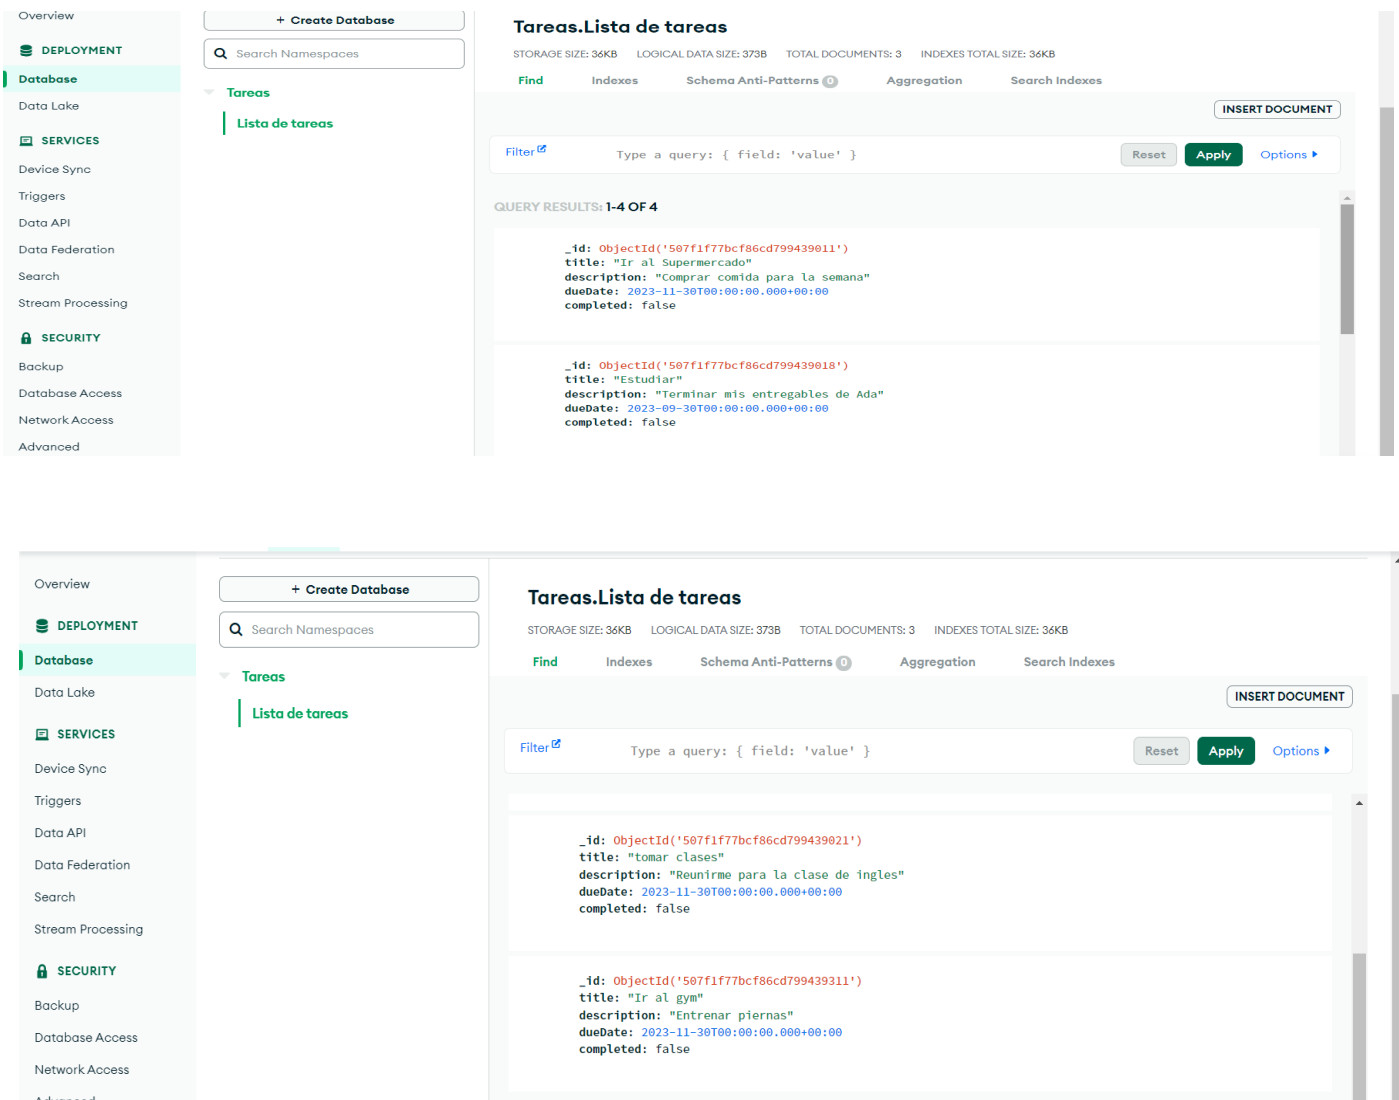 Overview
DEPLOYMENT
Database
Data Lake
SERVICES
Device Sync
Triggers
Data API
Data Federation
Search
Stream Processing
SECURITY
Backup
Database Access
Network Access
Advanced
+ Create Database
Search Namespaces
Tareas
Lista de tareas
Tareas.Lista de tareas
STORAGE SIZE: 36KB LOGICAL DATA SIZE: 373B TOTAL DOCUMENTS: 3 INDEXES TOTAL SIZE: 36KB
Find Indexes Schema Anti-Patterns 0 Aggregation Search Indexes
INSERT DOCUMENT
Filter Type a query: { field: 'value' } Reset Apply Options
QUERY RESULTS: 1-4 OF 4
_id: ObjectId('507f1f77bcf86cd799439011')
title: "Ir al Supermercado"
description: "Comprar comida para la semana"
dueDate: 2023-11-30T00:00:00.000+00:00
completed: false
_id: ObjectId('507f1f77bcf86cd799439018')
title: "Estudiar"
description: "Terminar mis entregables de Ada"
dueDate: 2023-09-30T00:00:00.000+00:00
completed: false
Overview
DEPLOYMENT
Database
Data Lake
SERVICES
Device Sync
Triggers
Data API
Data Federation
Search
Stream Processing
SECURITY
Backup
Database Access
Network Access
Advanced
+ Create Database
Search Namespaces
Tareas
Lista de tareas
Tareas.Lista de tareas
STORAGE SIZE: 36KB LOGICAL DATA SIZE: 373B TOTAL DOCUMENTS: 3 INDEXES TOTAL SIZE: 36KB
Find Indexes Schema Anti-Patterns 0 Aggregation Search Indexes
INSERT DOCUMENT
Filter Type a query: { field: 'value' } Reset Apply Options
_id: ObjectId('507f1f77bcf86cd799439021')
title: "tomar clases"
description: "Reunirme para la clase de ingles"
dueDate: 2023-11-30T00:00:00.000+00:00
completed: false
_id: ObjectId('507f1f77bcf86cd799439311')
title: "Ir al gym"
description: "Entrenar piernas"
dueDate: 2023-11-30T00:00:00.000+00:00
completed: false